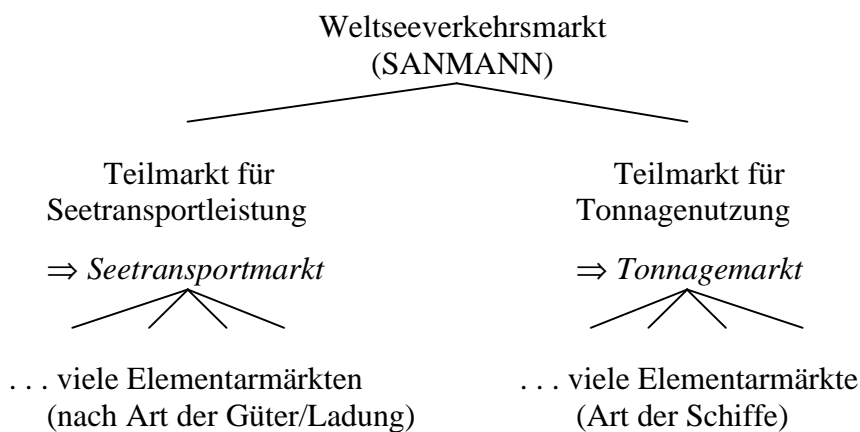 Weltseeverkehrsmarkt
(SANMANN)
Teilmarkt für
Seetransportleistung
⇒ Seetransportmarkt
. . . viele Elementarmärkten
(nach Art der Güter/Ladung)
Teilmarkt für
Tonnagenutzung
⇒ Tonnagemarkt
. . . viele Elementarmärkte
(Art der Schiffe)